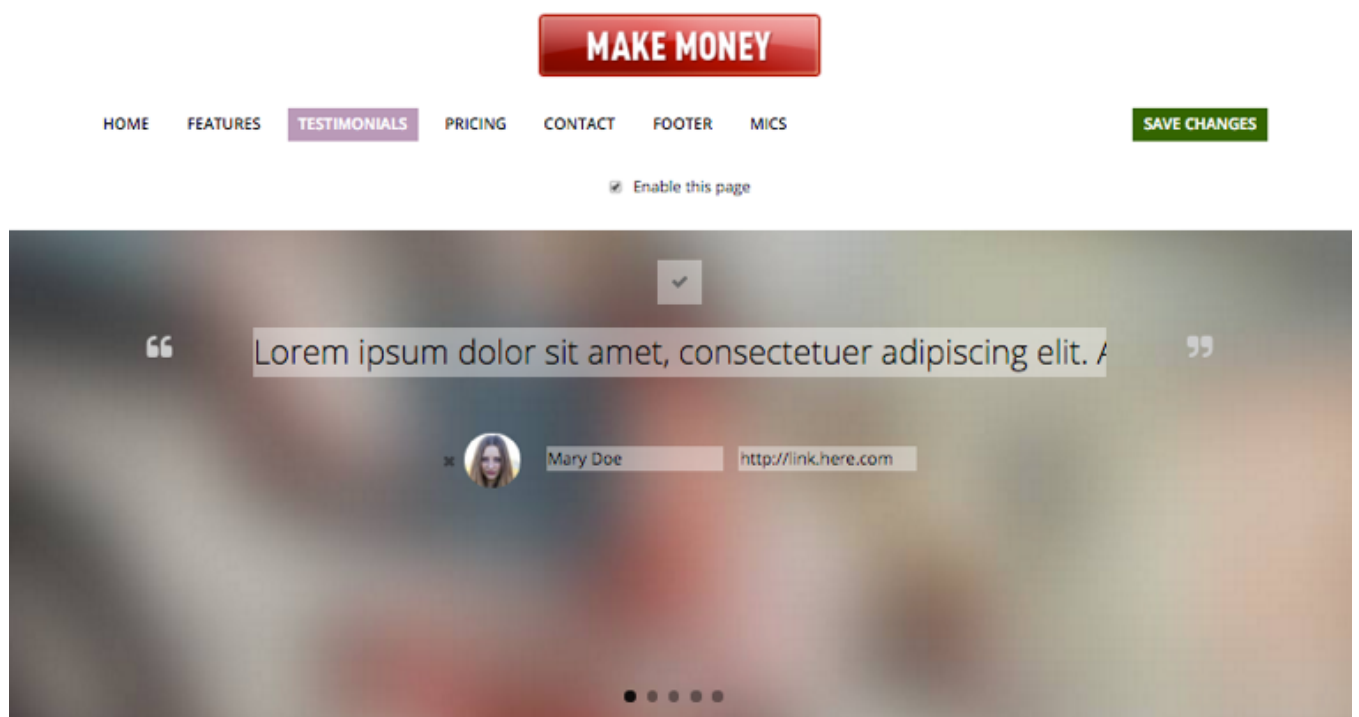 MAKE MONEY
HOME FEATURES TESTIMONIALS PRICING CONTACT FOOTER MICS SAVE CHANGES
Enable this page
“ Lorem ipsum dolor sit amet, consectetuer adipiscing elit. A ”
Mary Doe http://link.here.com